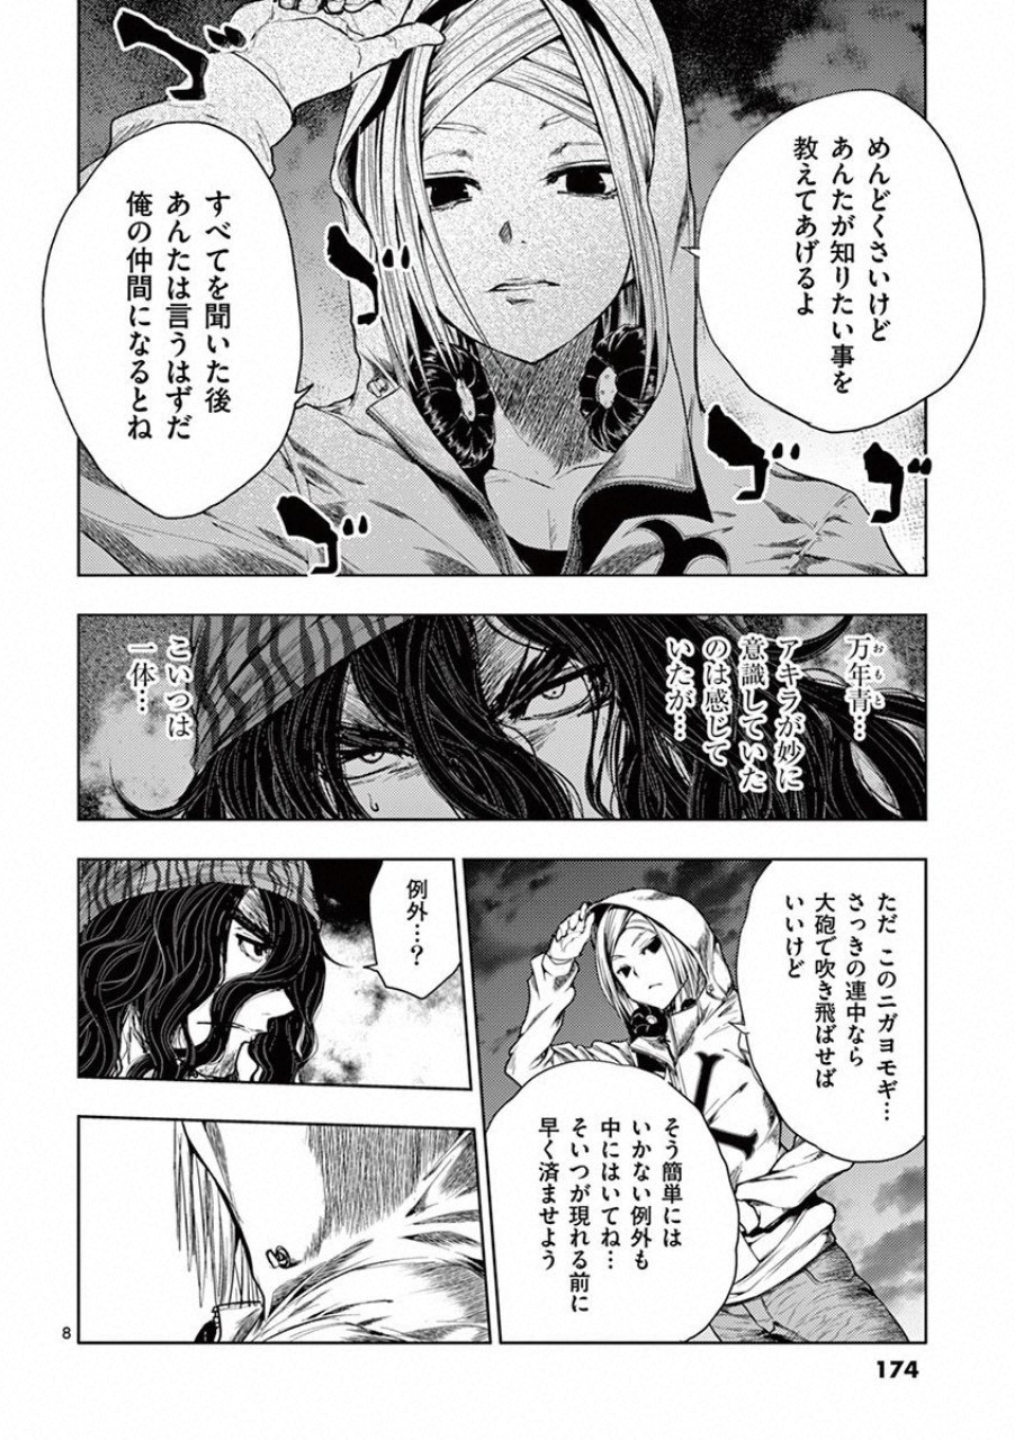 めんどくさいけど
あんたが知りたい事を
教えてあげるよ
すべてを聞いた後
あんたは言うはずだ
俺の仲間になるとね
ゴ
ゴ
ゴ
ゴ
ゴ
万年青…
おもと
アキラが妙に
意識していた
のは感じて
いたが…
こいつは
一体…
ただ このニガヨモギ…
さっきの連中なら
大砲で吹き飛ばせば
いいけど
そう簡単には
いかない例外も
中にはいてね…
そいつが現れる前に
早く済ませよう
例外…?
8
174